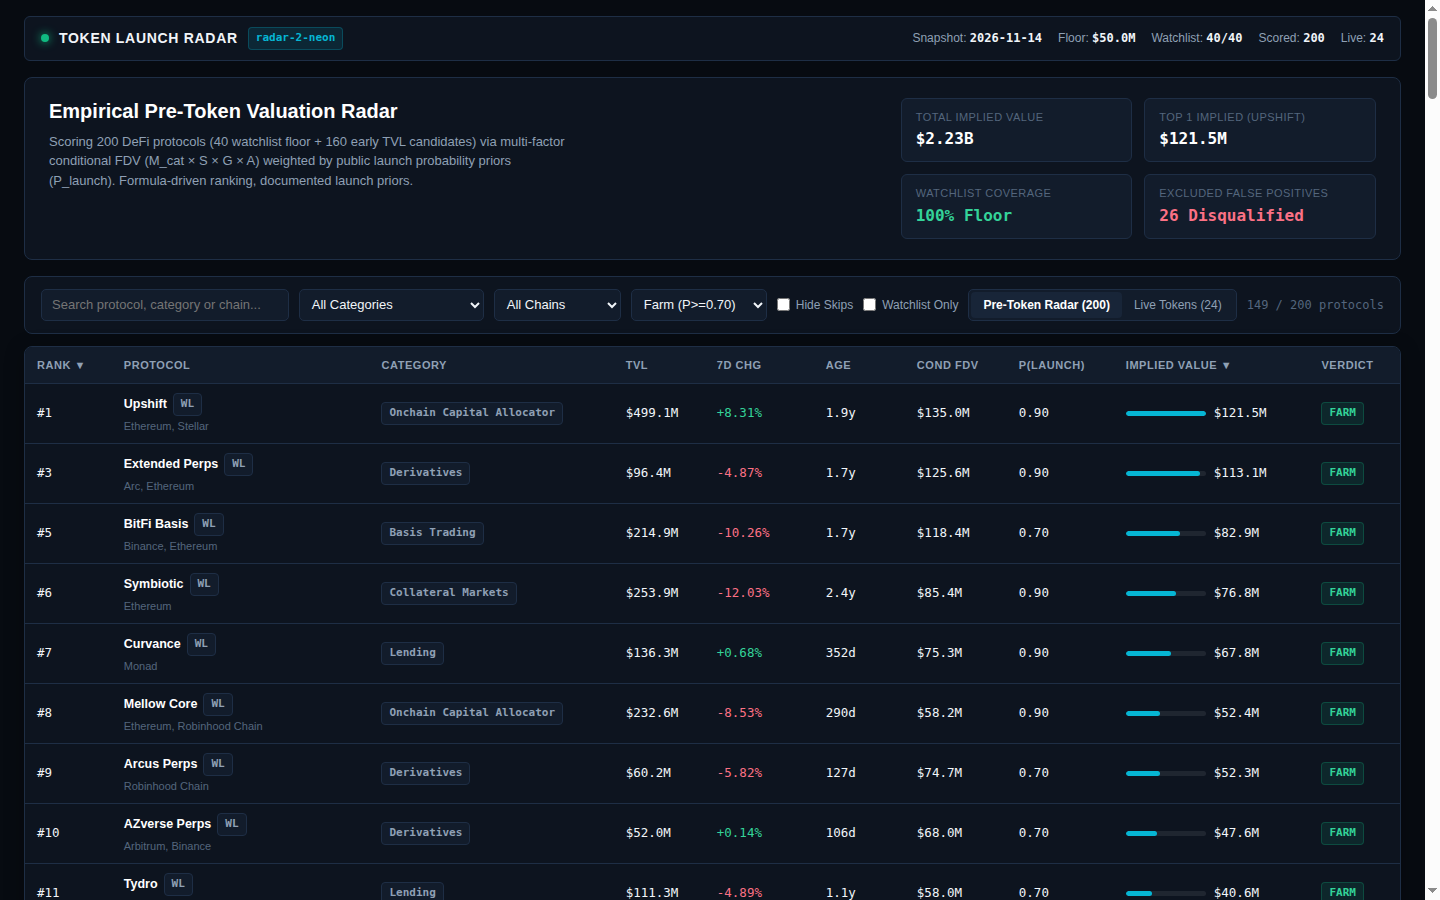 TOKEN LAUNCH RADAR radar-2-neon Snapshot: 2026-11-14 Floor: $50.0M Watchlist: 40/40 Scored: 200 Live: 24
Empirical Pre-Token Valuation Radar
Scoring 200 DeFi protocols (40 watchlist floor + 160 early TVL candidates) via multi-factor
conditional FDV (M_cat × S × G × A) weighted by public launch probability priors
(P_launch). Formula-driven ranking, documented launch priors.
TOTAL IMPLIED VALUE
$2.23B
TOP 1 IMPLIED (UPSHIFT)
$121.5M
WATCHLIST COVERAGE
100% Floor
EXCLUDED FALSE POSITIVES
26 Disqualified
Search protocol, category or chain... All Categories All Chains Farm (P>=0.70) Hide Skips Watchlist Only Pre-Token Radar (200) Live Tokens (24) 149 / 200 protocols
RANK ▼ PROTOCOL CATEGORY TVL 7D CHG AGE COND FDV P(LAUNCH) IMPLIED VALUE ▼ VERDICT
#1 Upshift WL Onchain Capital Allocator $499.1M +8.31% 1.9y $135.0M 0.90 $121.5M FARM
Ethereum, Stellar
#3 Extended Perps WL Derivatives $96.4M -4.87% 1.7y $125.6M 0.90 $113.1M FARM
Arc, Ethereum
#5 BitFi Basis WL Basis Trading $214.9M -10.26% 1.7y $118.4M 0.70 $82.9M FARM
Binance, Ethereum
#6 Symbiotic WL Collateral Markets $253.9M -12.03% 2.4y $85.4M 0.90 $76.8M FARM
Ethereum
#7 Curvance WL Lending $136.3M +0.68% 352d $75.3M 0.90 $67.8M FARM
Monad
#8 Mellow Core WL Onchain Capital Allocator $232.6M -8.53% 290d $58.2M 0.90 $52.4M FARM
Ethereum, Robinhood Chain
#9 Arcus Perps WL Derivatives $60.2M -5.82% 127d $74.7M 0.70 $52.3M FARM
Robinhood Chain
#10 AZverse Perps WL Derivatives $52.0M +0.14% 106d $68.0M 0.70 $47.6M FARM
Arbitrum, Binance
#11 Tydro WL Lending $111.3M -4.89% 1.1y $58.0M 0.70 $40.6M FARM